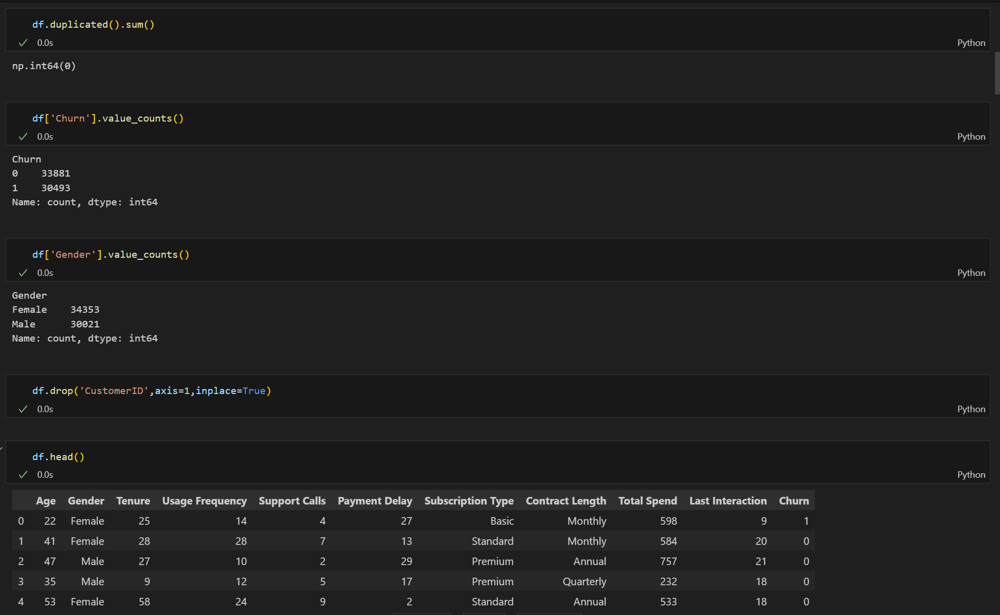 df.duplicated().sum()
0.0s
Python
np.int64(0)
df['Churn'].value_counts()
0.0s
Python
Churn
0    33881
1    30493
Name: count, dtype: int64
df['Gender'].value_counts()
0.0s
Python
Gender
Female    34353
Male      30021
Name: count, dtype: int64
df.drop('CustomerID',axis=1,inplace=True)
0.0s
Python
df.head()
0.0s
Python
Age Gender Tenure Usage Frequency Support Calls Payment Delay Subscription Type Contract Length Total Spend Last Interaction Churn
0 22 Female 25 14 4 27 Basic Monthly 598 9 1
1 41 Female 28 28 7 13 Standard Monthly 584 20 0
2 47 Male 27 10 2 29 Premium Annual 757 21 0
3 35 Male 9 12 5 17 Premium Quarterly 232 18 0
4 53 Female 58 24 9 2 Standard Annual 533 18 0